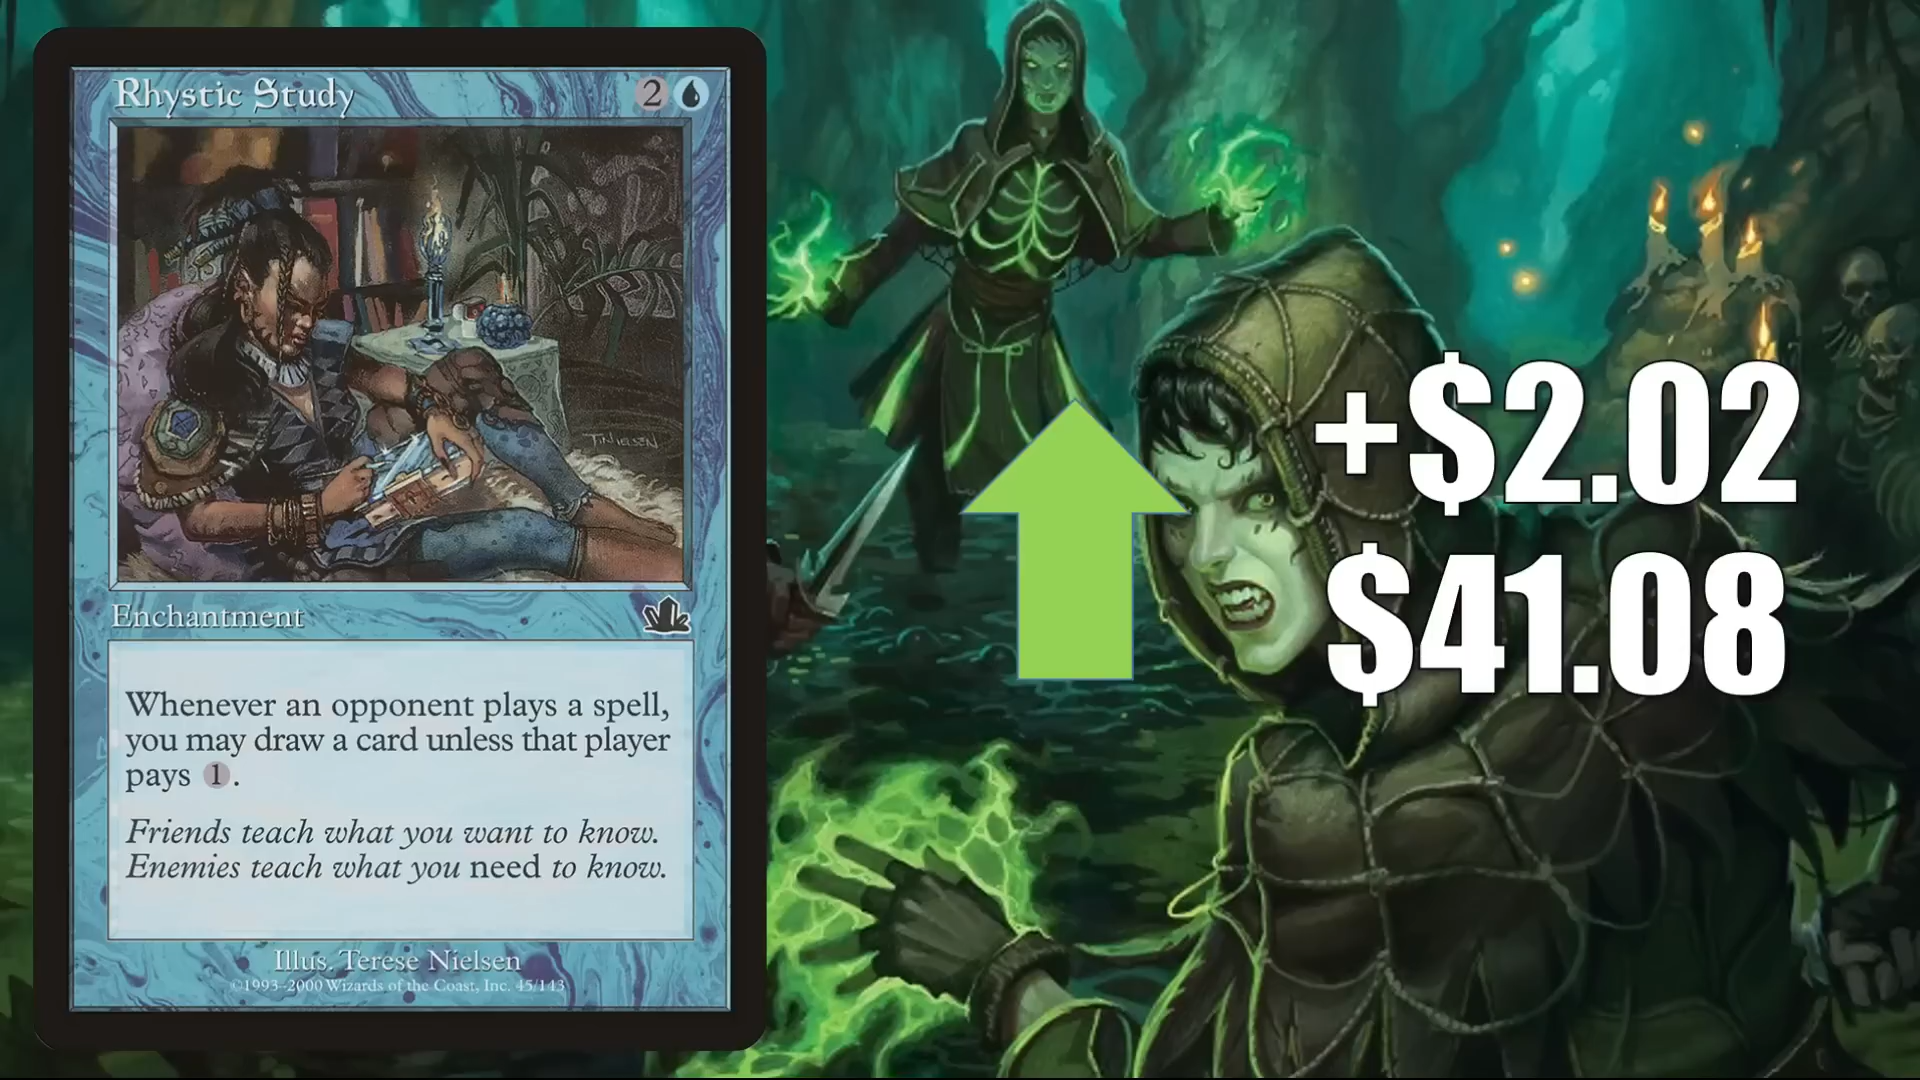 Rhystic Study 2
T. NIELSEN
Enchantment
Whenever an opponent plays a spell,
you may draw a card unless that player
pays 1.
Friends teach what you want to know.
Enemies teach what you need to know.
Illus. Terese Nielsen
©1993-2000 Wizards of the Coast, Inc. 45/143
+$2.02
$41.08